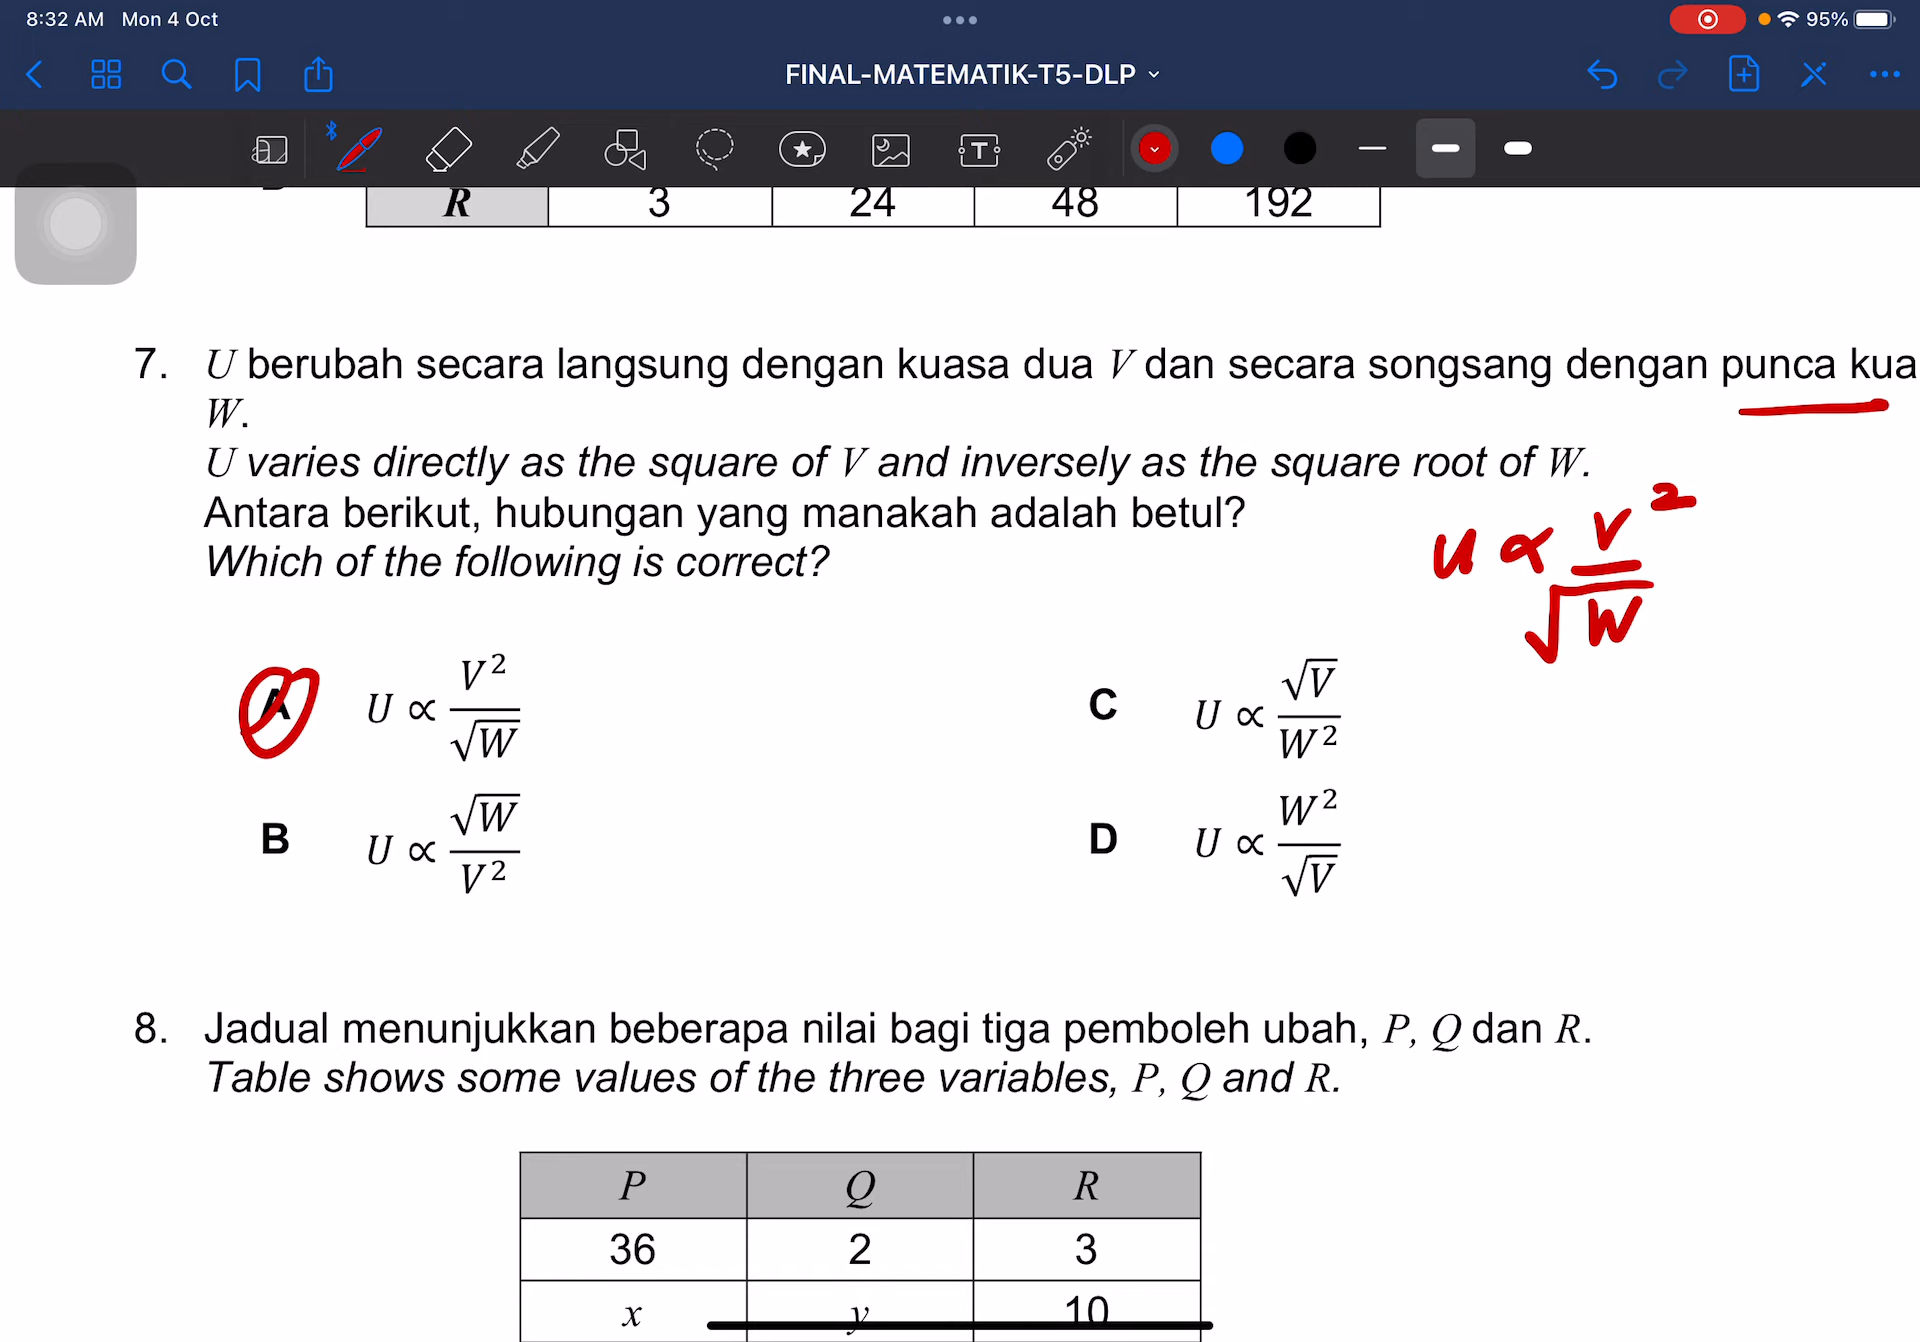 8:32 AM Mon 4 Oct
95%
FINAL-MATEMATIK-T5-DLP
R 3 24 48 192
7. U berubah secara langsung dengan kuasa dua V dan secara songsang dengan punca kua
W.
U varies directly as the square of V and inversely as the square root of W.
Antara berikut, hubungan yang manakah adalah betul?
Which of the following is correct?
u ∝ v² / √W
A U ∝ V² / √W
C U ∝ √V / W²
B U ∝ √W / V²
D U ∝ W² / √V
8. Jadual menunjukkan beberapa nilai bagi tiga pemboleh ubah, P, Q dan R.
Table shows some values of the three variables, P, Q and R.
P Q R
36 2 3
x y 10